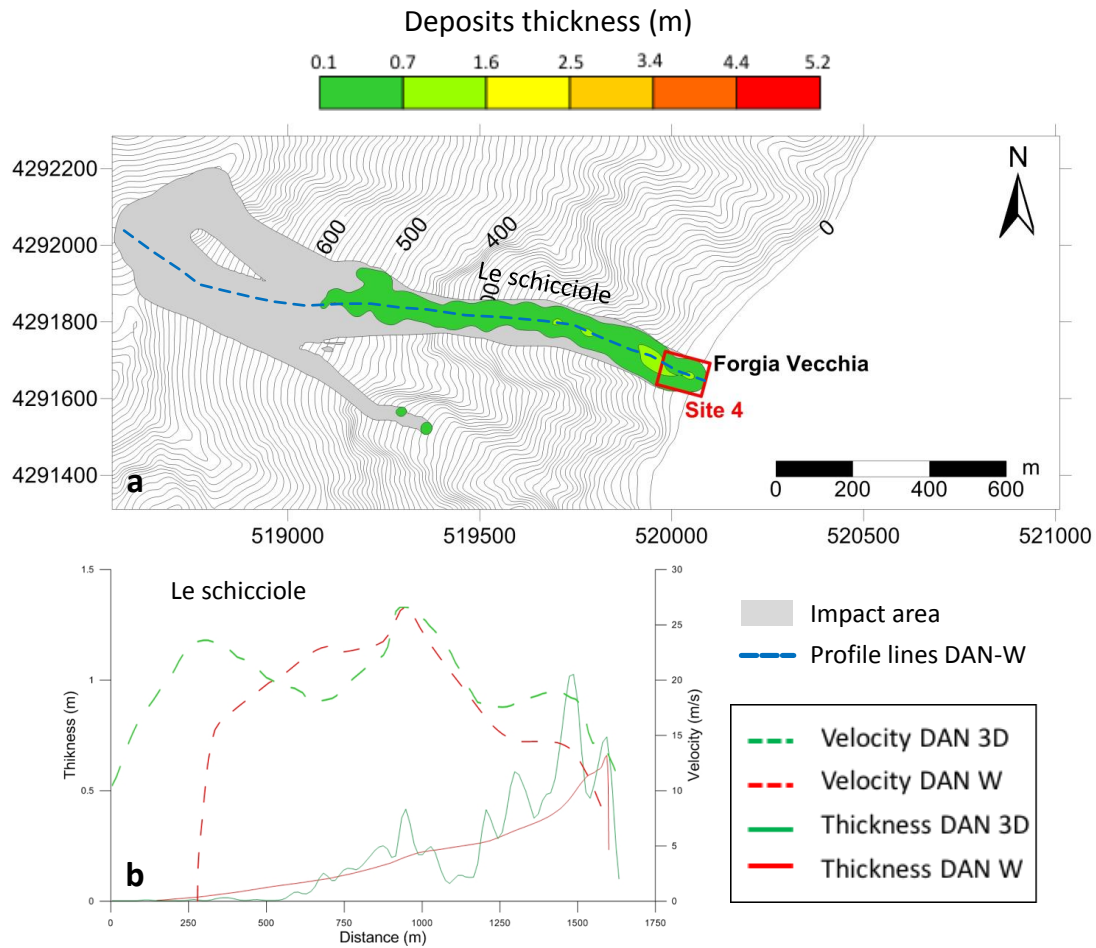 Deposits thickness (m)
0.1 0.7 1.6 2.5 3.4 4.4 5.2
4292200
4292000
4291800
4291600
4291400
N
600
500
400
00
0
Le schicciole
Forgia Vecchia
Site 4
m
0 200 400 600
a
519000 519500 520000 520500 521000
1.5
1
0.5
0
Thikness (m)
Le schicciole
30
25
20
15
10
5
0
Velocity (m/s)
b
0 250 500 750 1000 1250 1500 1750
Distance (m)
Impact area
Profile lines DAN-W
Velocity DAN 3D
Velocity DAN W
Thickness DAN 3D
Thickness DAN W